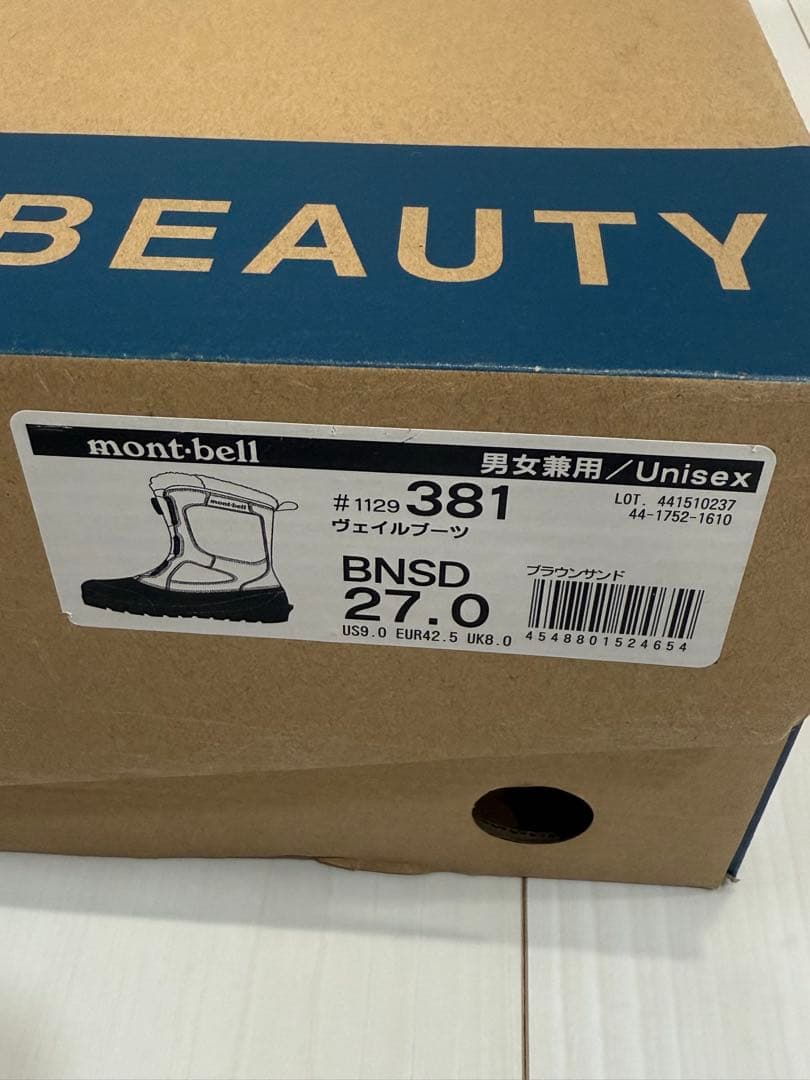 BEAUTY
mont·bell
男女兼用/Unisex
mont-bell
#1129 381
LOT. 441510237
44-1752-1610
ヴェイルブーツ
BNSD
ブラウンサンド
27.0
US9.0 EUR42.5 UK8.0
4548801524654